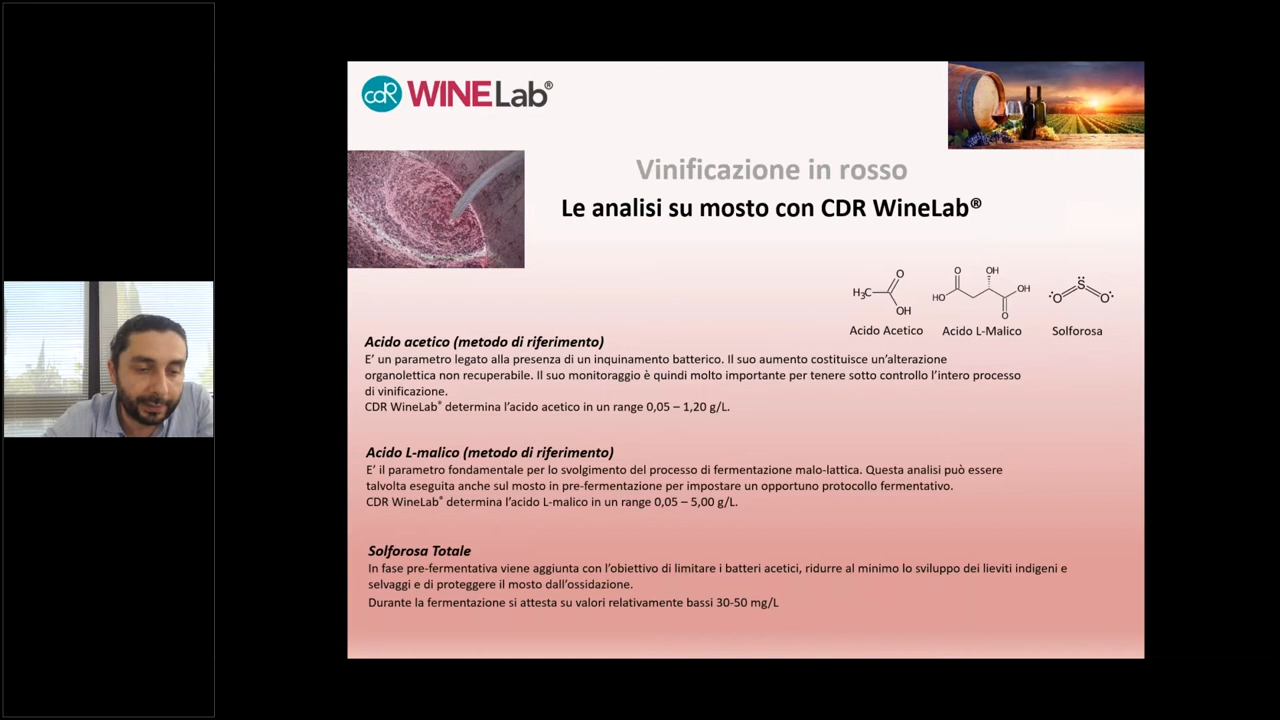 cdR WINELab®
Vinificazione in rosso
Le analisi su mosto con CDR WineLab®
O
H₃C
OH
Acido Acetico
O
OH
HO
OH
O
Acido L-Malico
S
O
O
Solforosa
Acido acetico (metodo di riferimento)
E' un parametro legato alla presenza di un inquinamento batterico. Il suo aumento costituisce un'alterazione
organolettica non recuperabile. Il suo monitoraggio è quindi molto importante per tenere sotto controllo l'intero processo
di vinificazione.
CDR WineLab® determina l'acido acetico in un range 0,05 – 1,20 g/L.
Acido L-malico (metodo di riferimento)
E' il parametro fondamentale per lo svolgimento del processo di fermentazione malo-lattica. Questa analisi può essere
talvolta eseguita anche sul mosto in pre-fermentazione per impostare un opportuno protocollo fermentativo.
CDR WineLab® determina l'acido L-malico in un range 0,05 – 5,00 g/L.
Solforosa Totale
In fase pre-fermentativa viene aggiunta con l'obiettivo di limitare i batteri acetici, ridurre al minimo lo sviluppo dei lieviti indigeni e
selvaggi e di proteggere il mosto dall'ossidazione.
Durante la fermentazione si attesta su valori relativamente bassi 30-50 mg/L